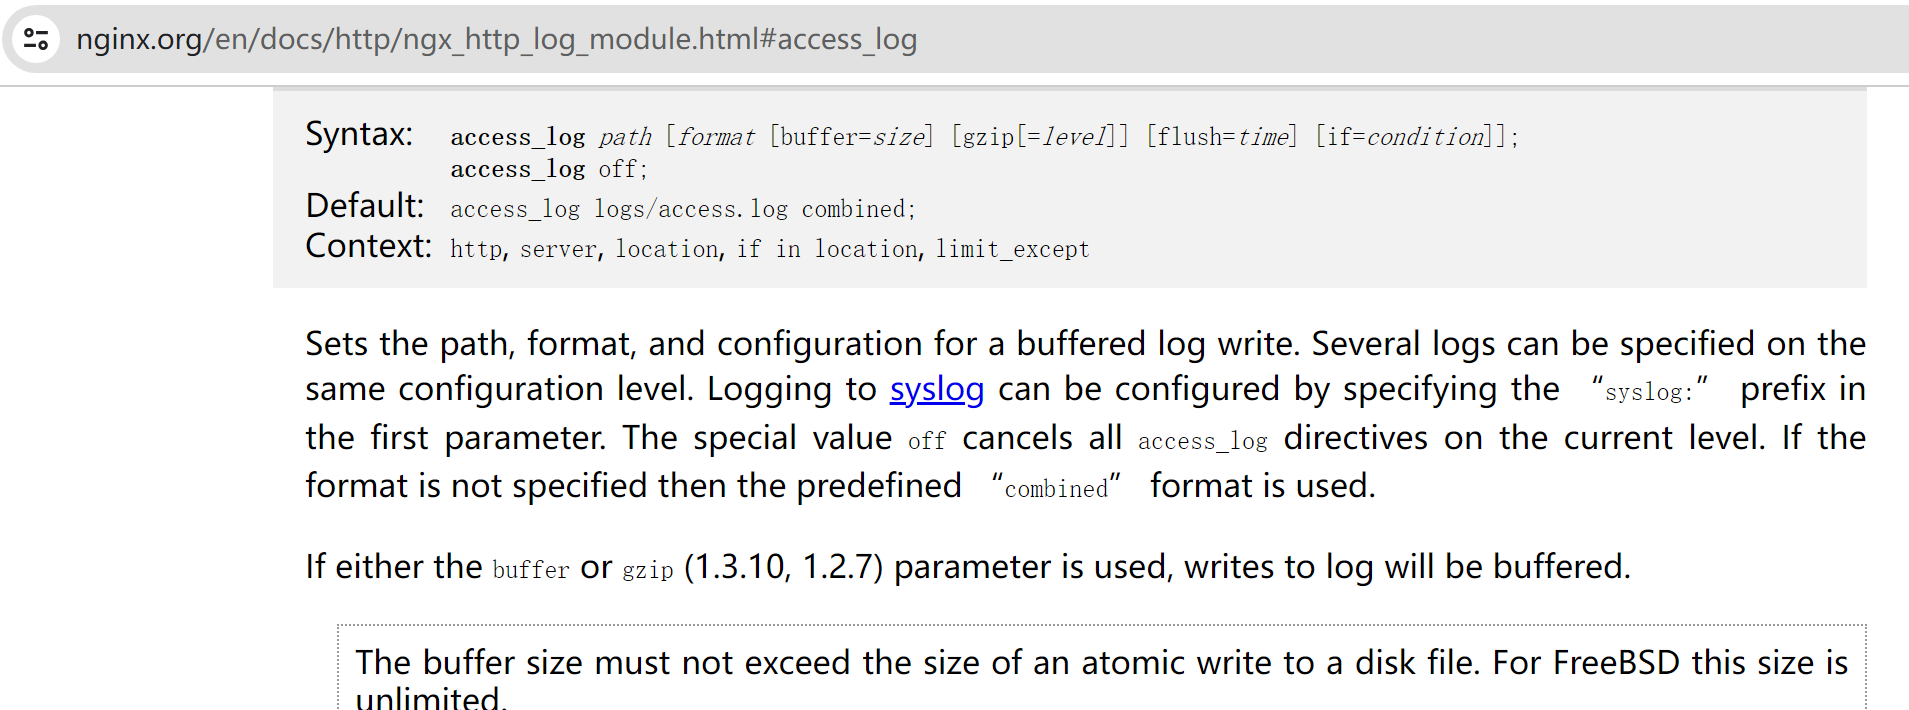 nginx.org/en/docs/http/ngx_http_log_module.html#access_log
Syntax: access_log path [format [buffer=size] [gzip[=level]] [flush=time] [if=condition]];
access_log off;
Default: access_log logs/access.log combined;
Context: http, server, location, if in location, limit_except
Sets the path, format, and configuration for a buffered log write. Several logs can be specified on the
same configuration level. Logging to syslog can be configured by specifying the “syslog:” prefix in
the first parameter. The special value off cancels all access_log directives on the current level. If the
format is not specified then the predefined “combined” format is used.
If either the buffer or gzip (1.3.10, 1.2.7) parameter is used, writes to log will be buffered.
The buffer size must not exceed the size of an atomic write to a disk file. For FreeBSD this size is
unlimited.